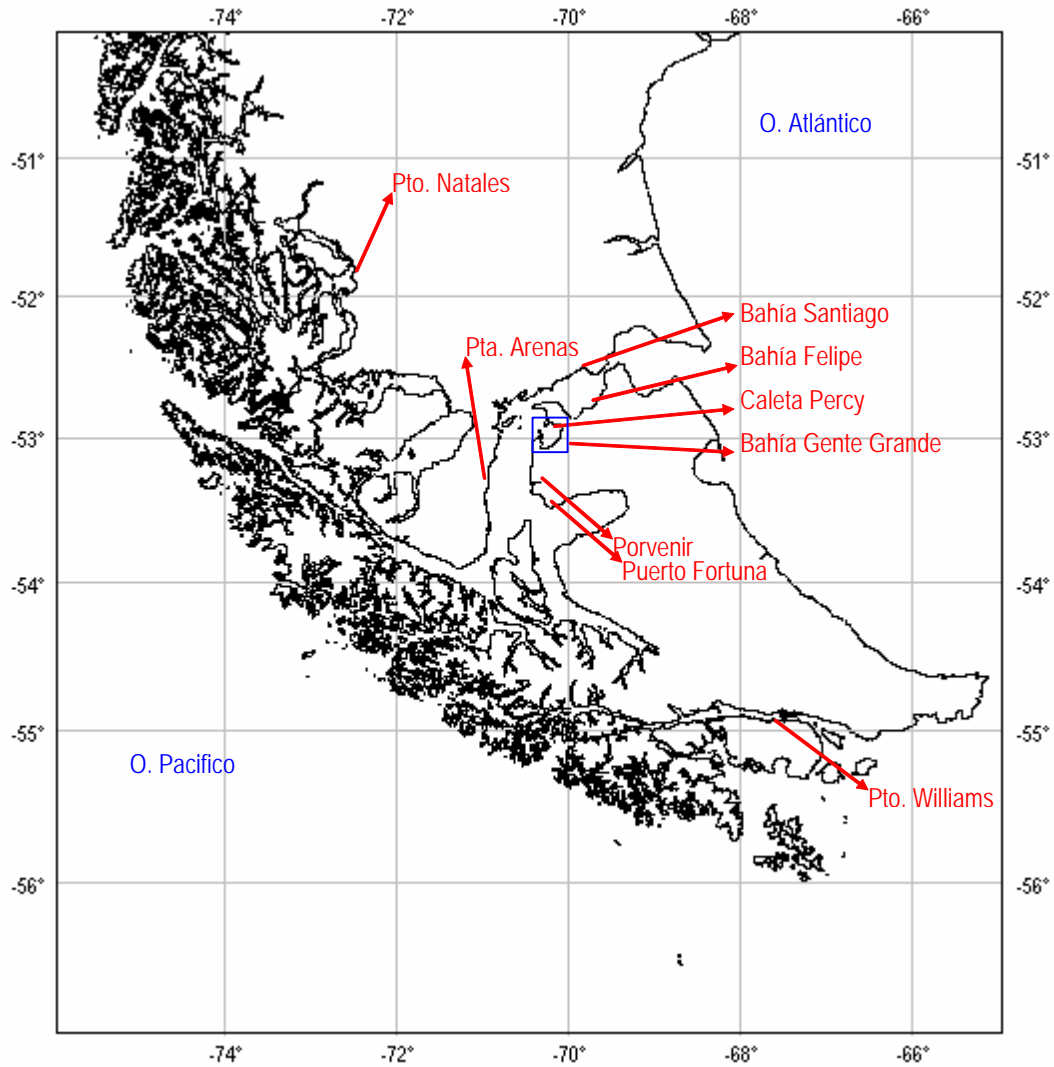 -74° -72° -70° -68° -66°
O. Atlántico
-51° -51°
Pto. Natales
-52° -52°
Bahía Santiago
Pta. Arenas
Bahía Felipe
Caleta Percy
-53° -53°
Bahía Gente Grande
Porvenir
Puerto Fortuna
-54° -54°
-55° -55°
O. Pacifico
Pto. Williams
-56° -56°
-74° -72° -70° -68° -66°